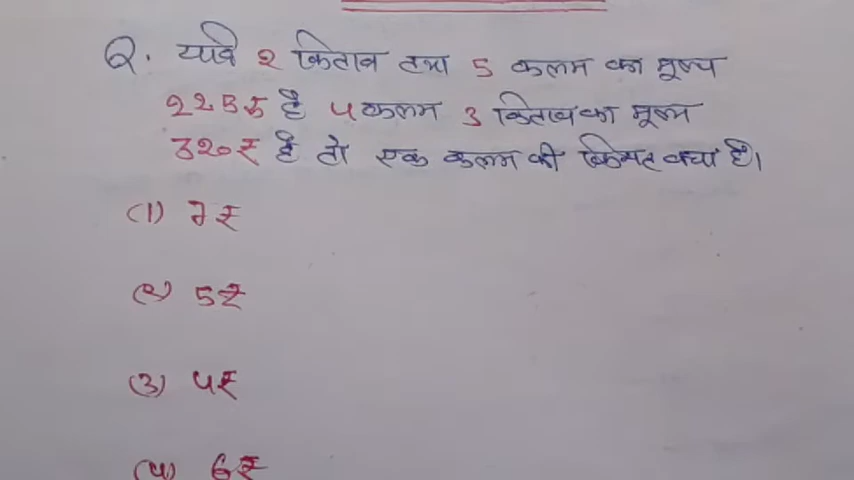 Q. यदि 2 किताब तथा 5 कलम का मूल्य
225₹ है 4 कलम 3 किताब का मूल्य
320₹ है तो एक कलम की किमत क्या है।
(1) 7₹
(2) 5₹
(3) 4₹
(4) 6₹